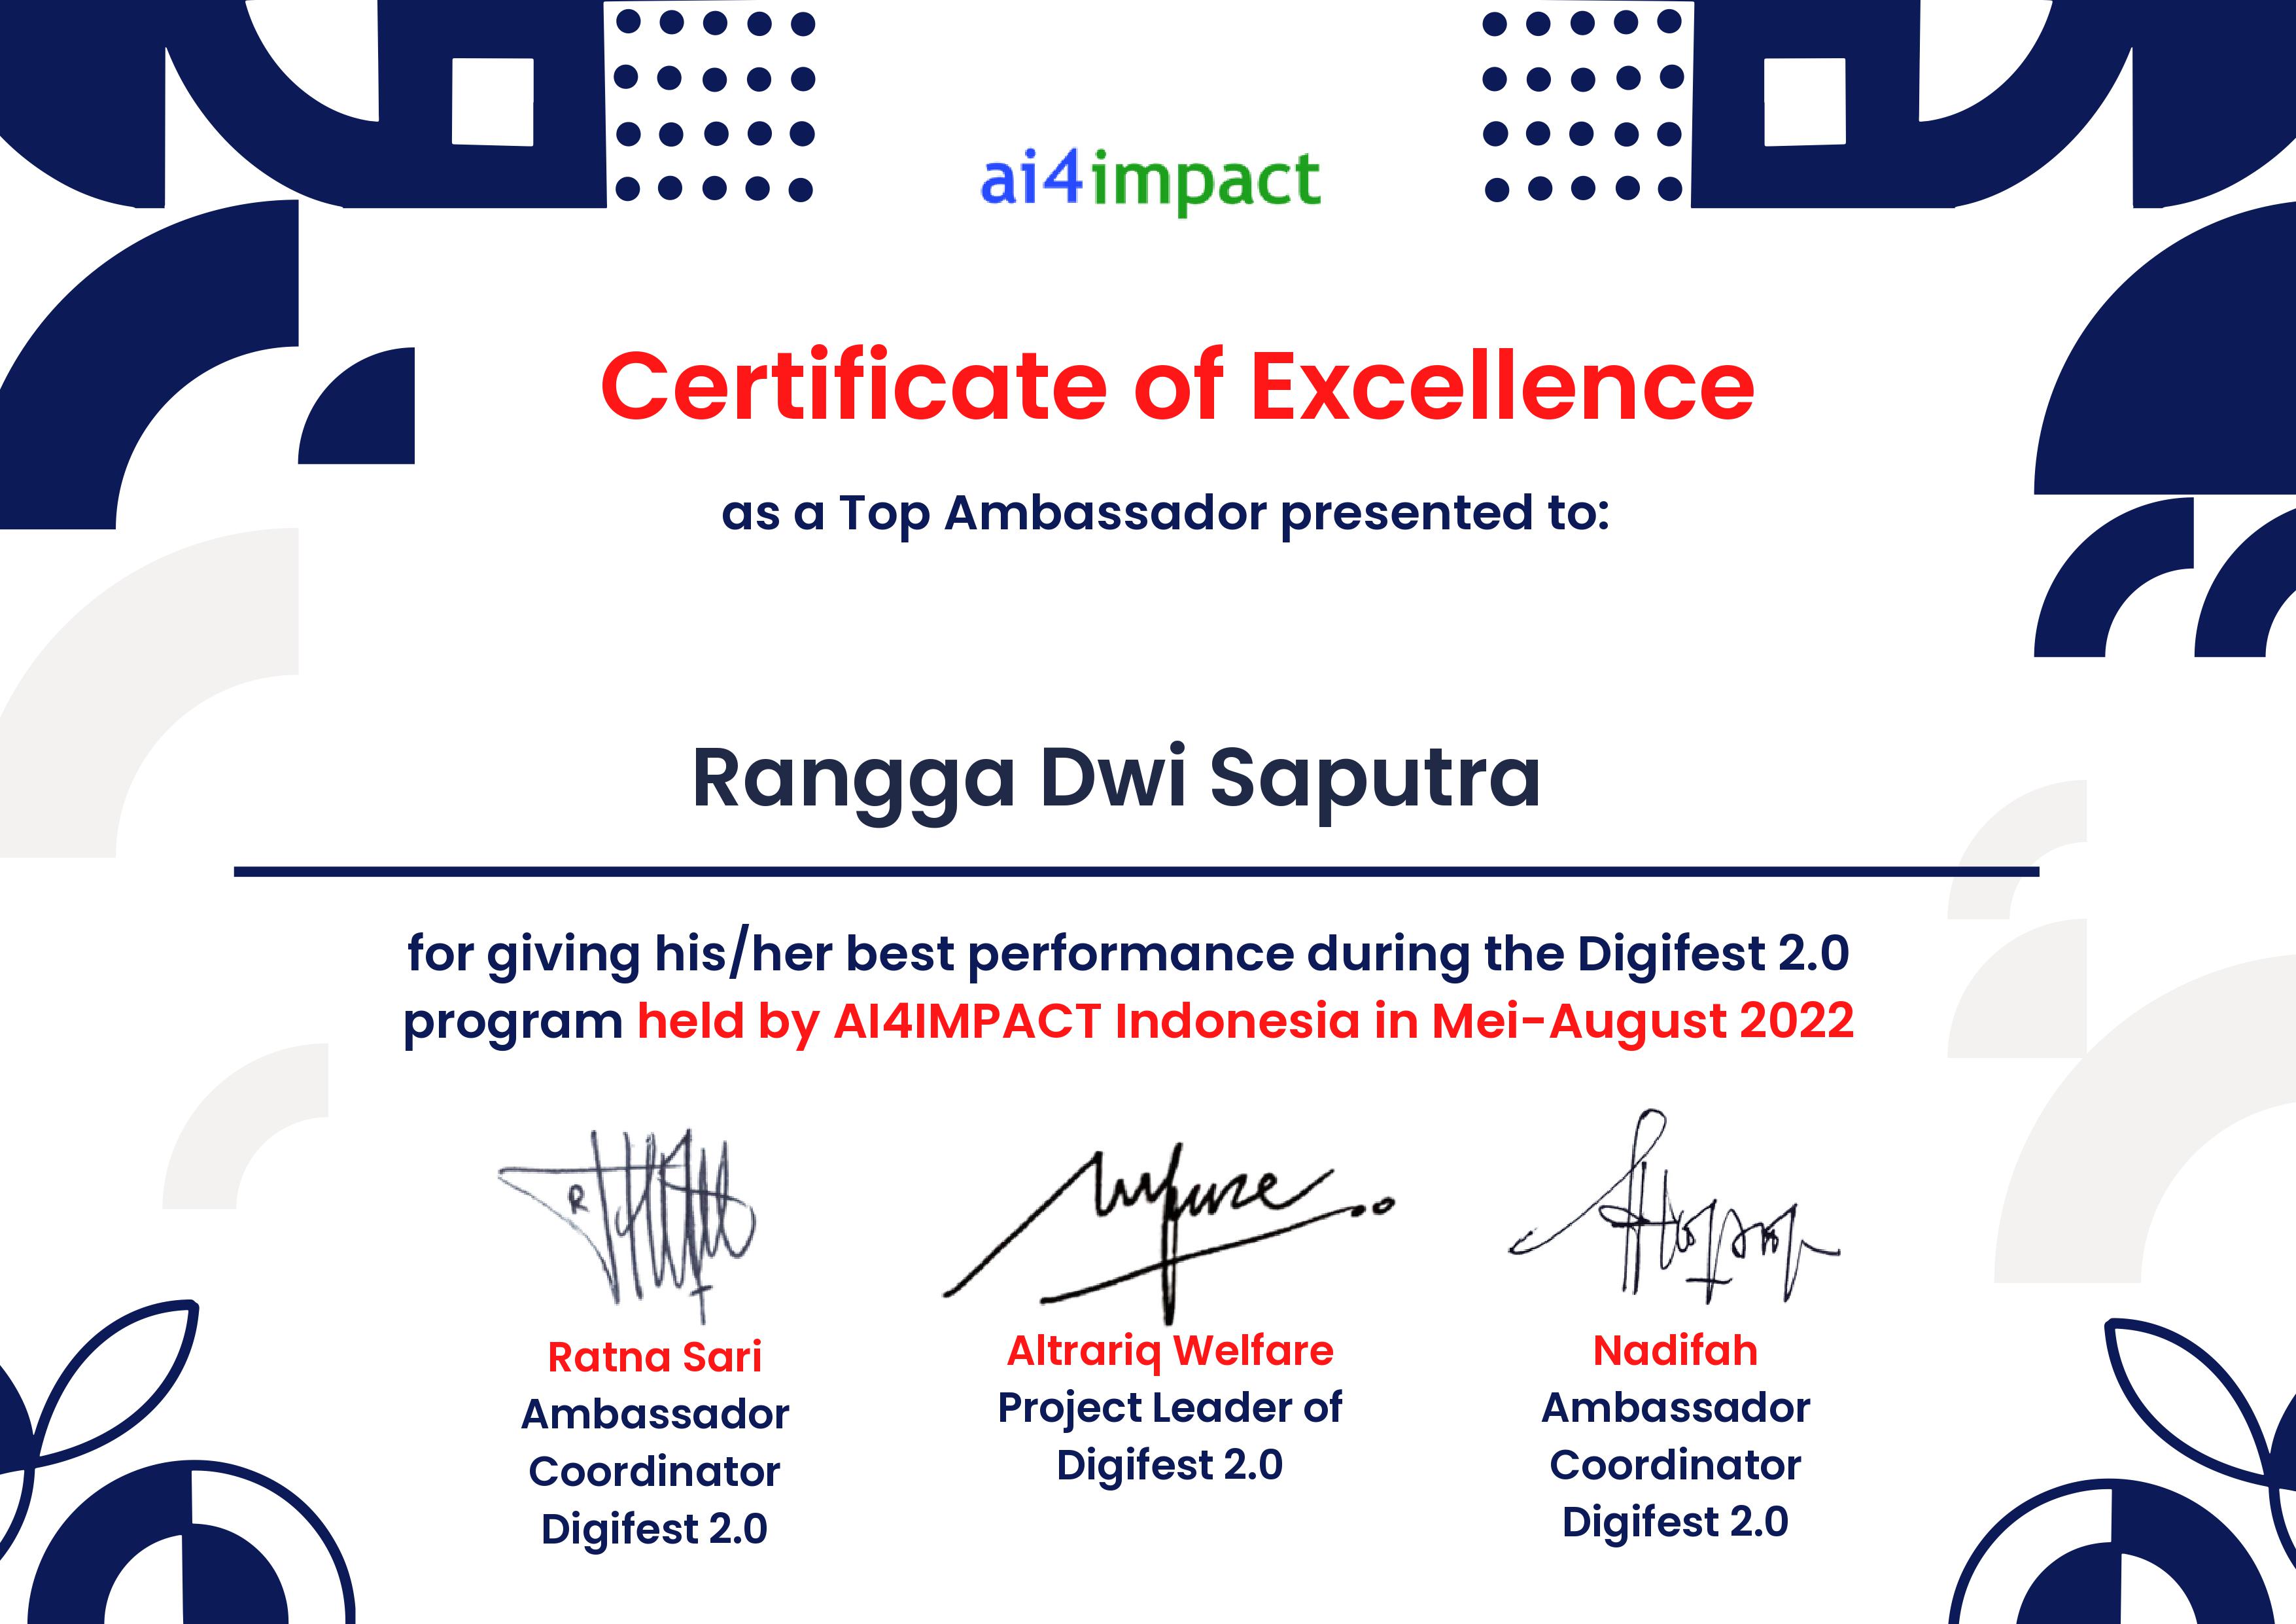 ai4impact
Certificate of Excellence
as a Top Ambassador presented to:
Rangga Dwi Saputra
for giving his/her best performance during the Digifest 2.0
program held by AI4IMPACT Indonesia in Mei-August 2022
Ratna Sari
Ambassador
Coordinator
Digifest 2.0
Altrariq Welfare
Project Leader of
Digifest 2.0
Nadifah
Ambassador
Coordinator
Digifest 2.0